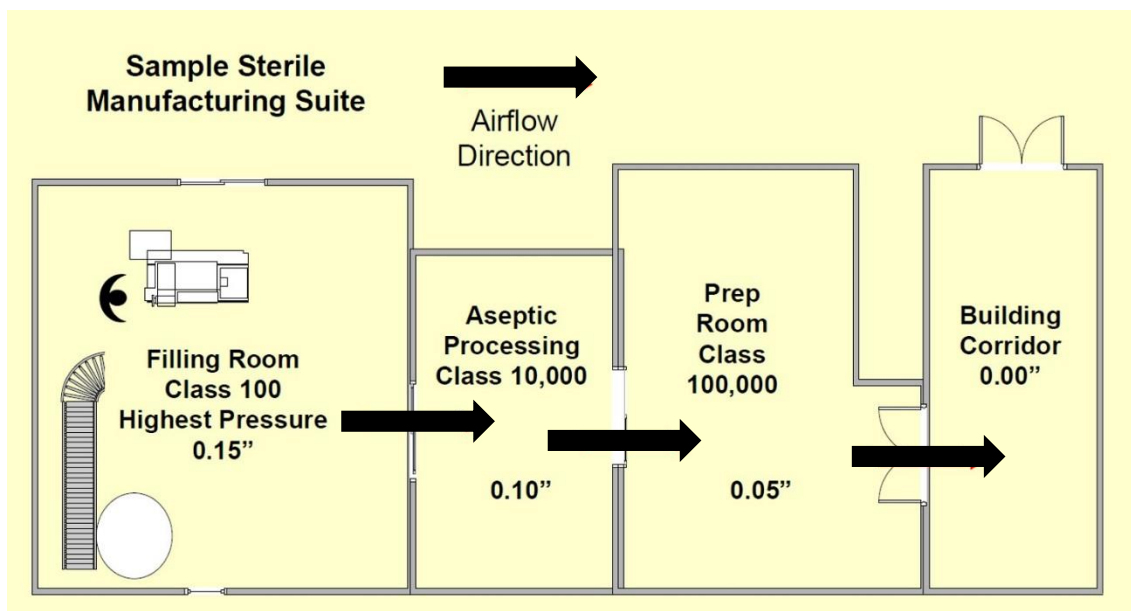 Sample Sterile
Manufacturing Suite
Airflow
Direction
Filling Room
Class 100
Highest Pressure
0.15”
Aseptic
Processing
Class 10,000
0.10”
Prep
Room
Class
100,000
0.05”
Building
Corridor
0.00”